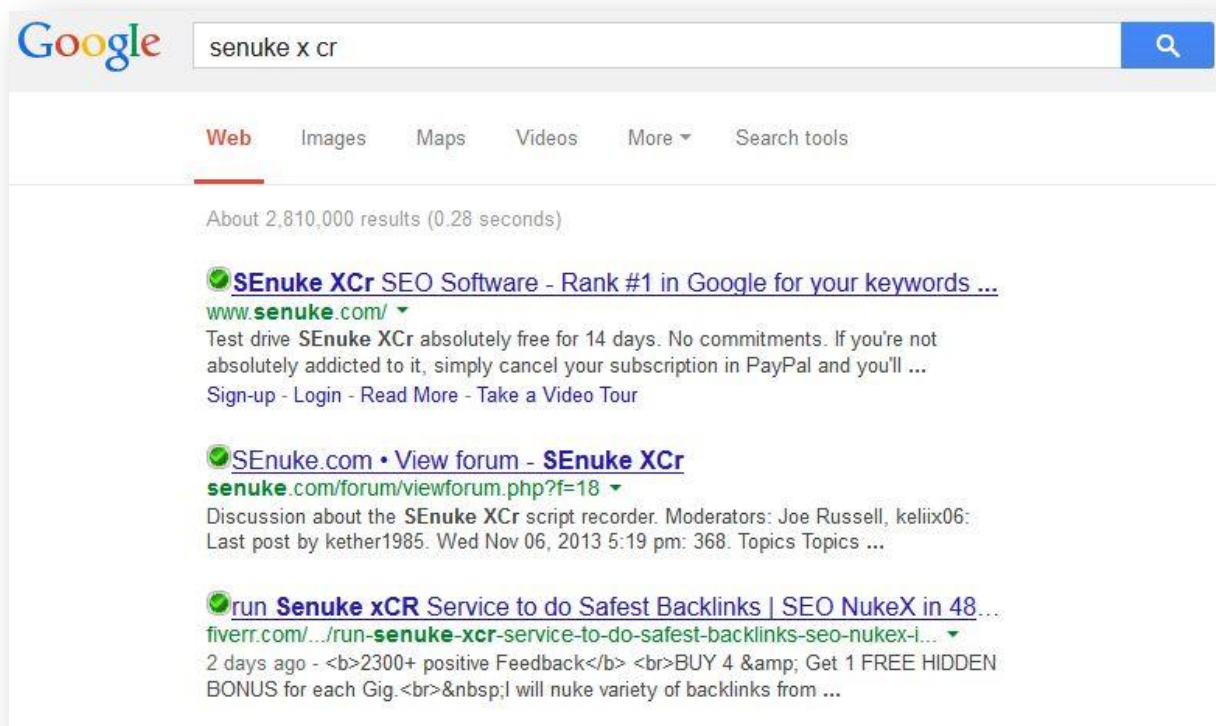 Google senuke x cr
Web Images Maps Videos More Search tools
About 2,810,000 results (0.28 seconds)
SEnuke XCr SEO Software - Rank #1 in Google for your keywords ...
www.senuke.com/
Test drive SEnuke XCr absolutely free for 14 days. No commitments. If you're not
absolutely addicted to it, simply cancel your subscription in PayPal and you'll ...
Sign-up - Login - Read More - Take a Video Tour
SEnuke.com • View forum - SEnuke XCr
senuke.com/forum/viewforum.php?f=18
Discussion about the SEnuke XCr script recorder. Moderators: Joe Russell, keliix06:
Last post by kether1985. Wed Nov 06, 2013 5:19 pm: 368. Topics Topics ...
run Senuke xCR Service to do Safest Backlinks | SEO NukeX in 48...
fiverr.com/.../run-senuke-xcr-service-to-do-safest-backlinks-seo-nukex-i...
2 days ago - <b>2300+ positive Feedback</b> <br>BUY 4 &amp; Get 1 FREE HIDDEN
BONUS for each Gig.<br>&nbsp;I will nuke variety of backlinks from ...